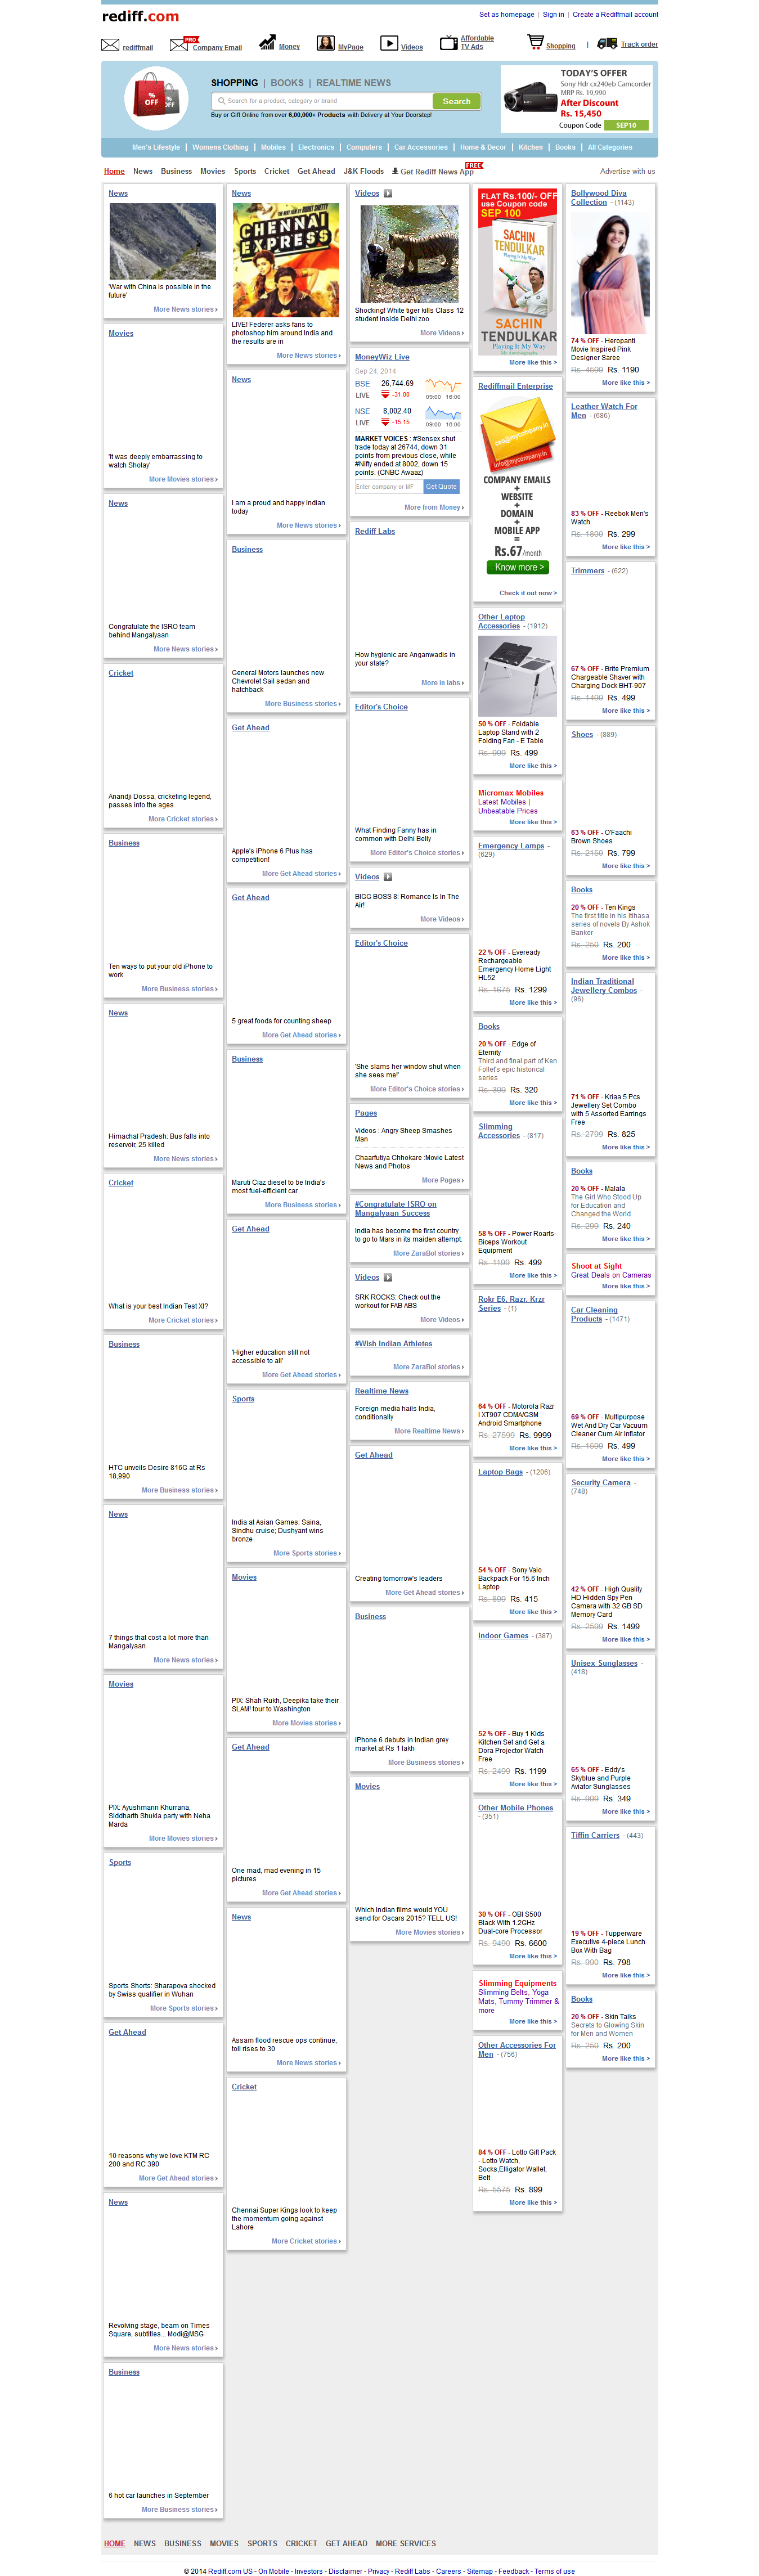 rediff.com
Set as homepage | Sign in | Create a Rediffmail account
rediffmail
PRO
Company Email
Money
MyPage
Videos
Affordable
TV Ads
Shopping
|
Track order
SHOPPING | BOOKS | REALTIME NEWS
Search for a product, category or brand
Search
Buy or Gift Online from over 6,00,000+ Products with Delivery at Your Doorstep!
% OFF
TODAY'S OFFER
Sony Hdr cx240eb Camcorder
MRP Rs. 19,990
After Discount
Rs. 15,450
Coupon Code SEP10
Men's Lifestyle | Womens Clothing | Mobiles | Electronics | Computers | Car Accessories | Home & Decor | Kitchen | Books | All Categories
Home News Business Movies Sports Cricket Get Ahead J&K Floods Get Rediff News App
FREE
Advertise with us
News
'War with China is possible in the
future'
More News stories
Movies
'It was deeply embarrassing to
watch Sholay'
More Movies stories
News
Congratulate the ISRO team
behind Mangalyaan
More News stories
Cricket
Anandji Dossa, cricketing legend,
passes into the ages
More Cricket stories
Business
Ten ways to put your old iPhone to
work
More Business stories
News
Himachal Pradesh: Bus falls into
reservoir, 25 killed
More News stories
Cricket
What is your best Indian Test XI?
More Cricket stories
Business
HTC unveils Desire 816G at Rs
18,990
More Business stories
News
7 things that cost a lot more than
Mangalyaan
More News stories
Movies
PIX: Ayushmann Khurrana,
Siddharth Shukla party with Neha
Marda
More Movies stories
Sports
Sports Shorts: Sharapova shocked
by Swiss qualifier in Wuhan
More Sports stories
Get Ahead
10 reasons why we love KTM RC
200 and RC 390
More Get Ahead stories
News
Revolving stage, beam on Times
Square, subtitles... Modi@MSG
More News stories
Business
6 hot car launches in September
More Business stories
News
CHENNAI EXPRESS
LIVE! Federer asks fans to
photoshop him around India and
the results are in
More News stories
News
I am a proud and happy Indian
today
More News stories
Business
General Motors launches new
Chevrolet Sail sedan and
hatchback
More Business stories
Get Ahead
Apple's iPhone 6 Plus has
competition!
More Get Ahead stories
Get Ahead
5 great foods for counting sheep
More Get Ahead stories
Business
Maruti Ciaz diesel to be India's
most fuel-efficient car
More Business stories
Get Ahead
'Higher education still not
accessible to all'
More Get Ahead stories
Sports
India at Asian Games: Saina,
Sindhu cruise; Dushyant wins
bronze
More Sports stories
Movies
PIX: Shah Rukh, Deepika take their
SLAM! tour to Washington
More Movies stories
Get Ahead
One mad, mad evening in 15
pictures
More Get Ahead stories
News
Assam flood rescue ops continue,
toll rises to 30
More News stories
Cricket
Chennai Super Kings look to keep
the momentum going against
Lahore
More Cricket stories
Videos
Shocking! White tiger kills Class 12
student inside Delhi zoo
More Videos
MoneyWiz Live
Sep 24, 2014
BSE 26,744.69
LIVE -31.00
09:00 16:00
NSE 8,002.40
LIVE -15.15
09:00 16:00
MARKET VOICES : #Sensex shut
trade today at 26744, down 31
points from previous close, while
#Nifty ended at 8002, down 15
points. (CNBC Awaaz)
Enter company or MF Get Quote
More from Money
Rediff Labs
How hygienic are Anganwadis in
your state?
More in labs
Editor's Choice
What Finding Fanny has in
common with Delhi Belly
More Editor's Choice stories
Videos
BIGG BOSS 8: Romance Is In The
Air!
More Videos
Editor's Choice
'She slams her window shut when
she sees me!'
More Editor's Choice stories
Pages
Videos : Angry Sheep Smashes
Man
Chaarfutiya Chhokare :Movie Latest
News and Photos
More Pages
#Congratulate ISRO on
Mangalyaan Success
India has become the first country
to go to Mars in its maiden attempt.
More ZaraBol stories
Videos
SRK ROCKS: Check out the
workout for FAB ABS
More Videos
#Wish Indian Athletes
More ZaraBol stories
Realtime News
Foreign media hails India,
conditionally
More Realtime News
Get Ahead
Creating tomorrow's leaders
More Get Ahead stories
Business
iPhone 6 debuts in Indian grey
market at Rs 1 lakh
More Business stories
Movies
Which Indian films would YOU
send for Oscars 2015? TELL US!
More Movies stories
FLAT Rs.100/- OFF
use Coupon code
SEP 100
SACHIN
TENDULKAR
Playing It My Way
My Autobiography
More like this >
Rediffmail Enterprise
care@mycompany.in
info@mycompany.in
COMPANY EMAILS
+
WEBSITE
+
DOMAIN
+
MOBILE APP
=
Rs.67/month
Know more >
Check it out now >
Other Laptop
Accessories - (1912)
50 % OFF - Foldable
Laptop Stand with 2
Folding Fan - E Table
Rs. 999 Rs. 499
More like this >
Micromax Mobiles
Latest Mobiles |
Unbeatable Prices
More like this >
Emergency Lamps -
(629)
22 % OFF - Eveready
Rechargeable
Emergency Home Light
HL52
Rs. 1675 Rs. 1299
More like this >
Books
20 % OFF - Edge of
Eternity
Third and final part of Ken
Follet's epic historical
series
Rs. 399 Rs. 320
More like this >
Slimming
Accessories - (817)
58 % OFF - Power Roarts-
Biceps Workout
Equipment
Rs. 1199 Rs. 499
More like this >
Rokr E6, Razr, Krzr
Series - (1)
64 % OFF - Motorola Razr
I XT907 CDMA/GSM
Android Smartphone
Rs. 27599 Rs. 9999
More like this >
Laptop Bags - (1206)
54 % OFF - Sony Vaio
Backpack For 15.6 Inch
Laptop
Rs. 899 Rs. 415
More like this >
Indoor Games - (387)
52 % OFF - Buy 1 Kids
Kitchen Set and Get a
Dora Projector Watch
Free
Rs. 2499 Rs. 1199
More like this >
Other Mobile Phones
- (351)
30 % OFF - OBI S500
Black With 1.2GHz
Dual-core Processor
Rs. 9490 Rs. 6600
More like this >
Slimming Equipments
Slimming Belts, Yoga
Mats, Tummy Trimmer &
more
More like this >
Other Accessories For
Men - (756)
84 % OFF - Lotto Gift Pack
- Lotto Watch,
Socks,Elligator Wallet,
Belt
Rs. 5575 Rs. 899
More like this >
Bollywood Diva
Collection - (1143)
74 % OFF - Heropanti
Movie Inspired Pink
Designer Saree
Rs. 4599 Rs. 1190
More like this >
Leather Watch For
Men - (686)
83 % OFF - Reebok Men's
Watch
Rs. 1800 Rs. 299
More like this >
Trimmers - (622)
67 % OFF - Brite Premium
Chargeable Shaver with
Charging Dock BHT-907
Rs. 1499 Rs. 499
More like this >
Shoes - (889)
63 % OFF - O'Faachi
Brown Shoes
Rs. 2150 Rs. 799
More like this >
Books
20 % OFF - Ten Kings
The first title in his Itihasa
series of novels By Ashok
Banker
Rs. 250 Rs. 200
More like this >
Indian Traditional
Jewellery Combos -
(96)
71 % OFF - Kriaa 5 Pcs
Jewellery Set Combo
with 5 Assorted Earrings
Free
Rs. 2799 Rs. 825
More like this >
Books
20 % OFF - Malala
The Girl Who Stood Up
for Education and
Changed the World
Rs. 299 Rs. 240
More like this >
Shoot at Sight
Great Deals on Cameras
More like this >
Car Cleaning
Products - (1471)
69 % OFF - Multipurpose
Wet And Dry Car Vacuum
Cleaner Cum Air Inflator
Rs. 1599 Rs. 499
More like this >
Security Camera -
(748)
42 % OFF - High Quality
HD Hidden Spy Pen
Camera with 32 GB SD
Memory Card
Rs. 2599 Rs. 1499
More like this >
Unisex Sunglasses -
(418)
65 % OFF - Eddy's
Skyblue and Purple
Aviator Sunglasses
Rs. 999 Rs. 349
More like this >
Tiffin Carriers - (443)
19 % OFF - Tupperware
Executive 4-piece Lunch
Box With Bag
Rs. 990 Rs. 798
More like this >
Books
20 % OFF - Skin Talks
Secrets to Glowing Skin
for Men and Women
Rs. 250 Rs. 200
More like this >
HOME NEWS BUSINESS MOVIES SPORTS CRICKET GET AHEAD MORE SERVICES
© 2014 Rediff.com US - On Mobile - Investors - Disclaimer - Privacy - Rediff Labs - Careers - Sitemap - Feedback - Terms of use